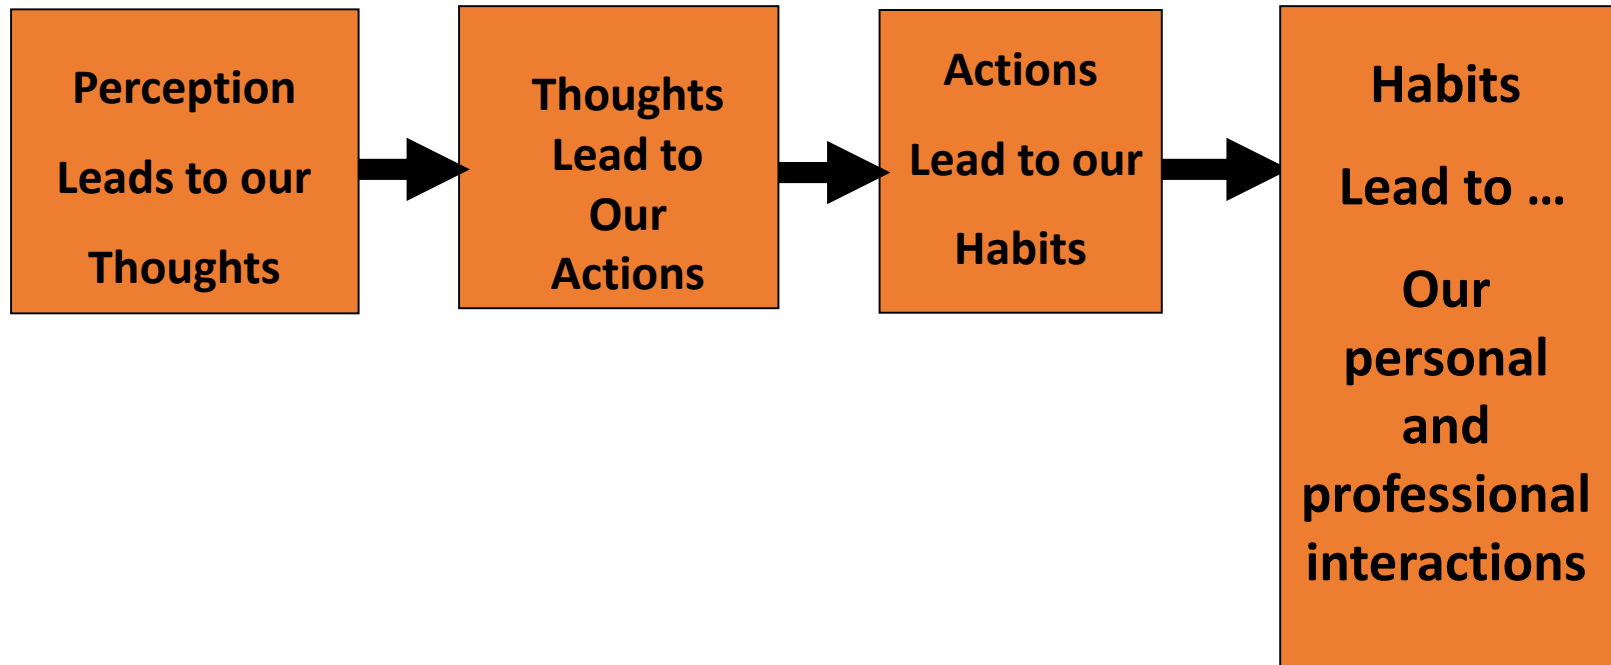 Perception
Leads to our
Thoughts
Thoughts
Lead to
Our
Actions
Actions
Lead to our
Habits
Habits
Lead to ...
Our
personal
and
professional
interactions